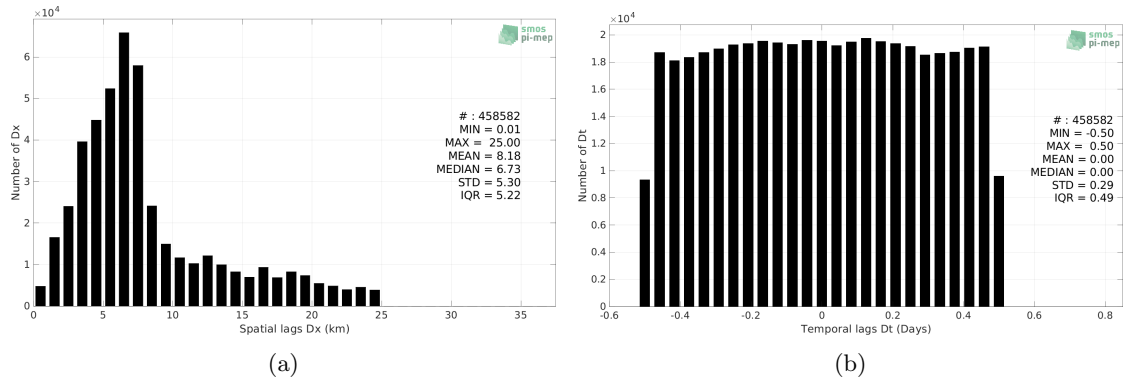 ×10⁴
6
5
4
3
2
1
0
Number of Dx
smos
pi-mep
# : 458582
MIN = 0.01
MAX = 25.00
MEAN = 8.18
MEDIAN = 6.73
STD = 5.30
IQR = 5.22
0 5 10 15 20 25 30 35
Spatial lags Dx (km)
(a)
×10⁴
2
1.8
1.6
1.4
1.2
1
0.8
0.6
0.4
0.2
0
Number of Dt
smos
pi-mep
# : 458582
MIN = -0.50
MAX = 0.50
MEAN = 0.00
MEDIAN = 0.00
STD = 0.29
IQR = 0.49
-0.6 -0.4 -0.2 0 0.2 0.4 0.6 0.8
Temporal lags Dt (Days)
(b)